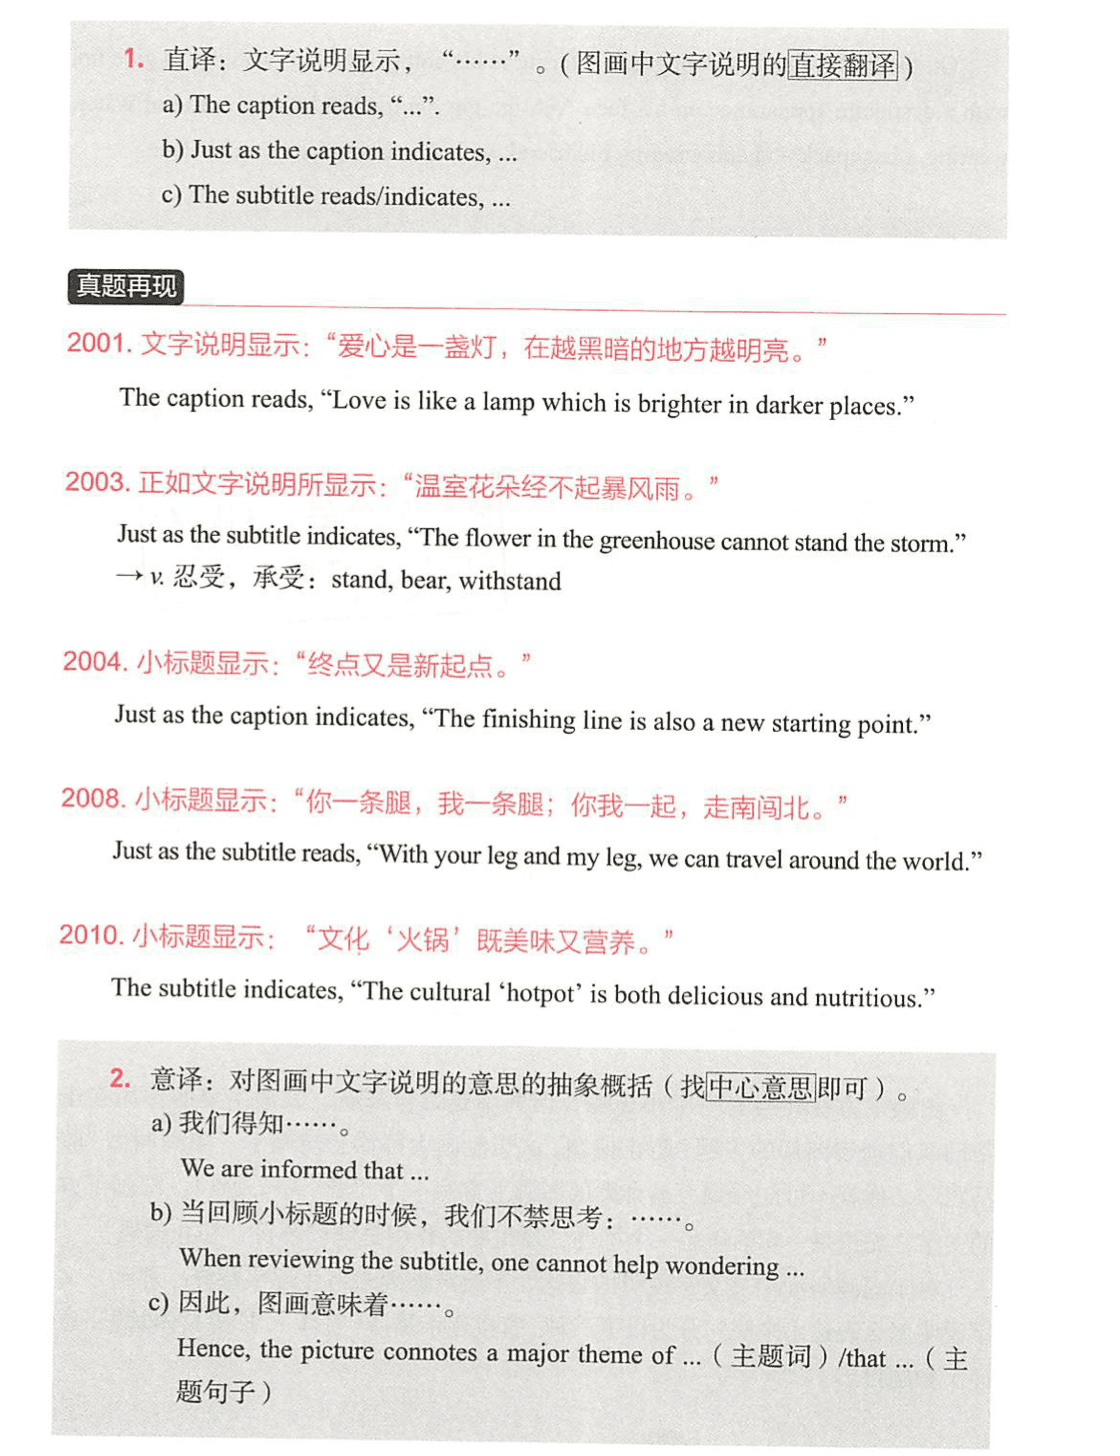 1. 直译：文字说明显示，“……”。(图画中文字说明的直接翻译)
a) The caption reads, “...”.
b) Just as the caption indicates, ...
c) The subtitle reads/indicates, ...
真题再现
2001. 文字说明显示：“爱心是一盏灯，在越黑暗的地方越明亮。”
The caption reads, “Love is like a lamp which is brighter in darker places.”
2003. 正如文字说明所显示：“温室花朵经不起暴风雨。”
Just as the subtitle indicates, “The flower in the greenhouse cannot stand the storm.”
→ v. 忍受，承受：stand, bear, withstand
2004. 小标题显示：“终点又是新起点。”
Just as the caption indicates, “The finishing line is also a new starting point.”
2008. 小标题显示：“你一条腿，我一条腿；你我一起，走南闯北。”
Just as the subtitle reads, “With your leg and my leg, we can travel around the world.”
2010. 小标题显示：“文化‘火锅’既美味又营养。”
The subtitle indicates, “The cultural ‘hotpot’ is both delicious and nutritious.”
2. 意译：对图画中文字说明的意思的抽象概括（找中心意思即可）。
a) 我们得知……。
We are informed that ...
b) 当回顾小标题的时候，我们不禁思考：……。
When reviewing the subtitle, one cannot help wondering ...
c) 因此，图画意味着……。
Hence, the picture connotes a major theme of ...（主题词）/that ...（主
题句子）